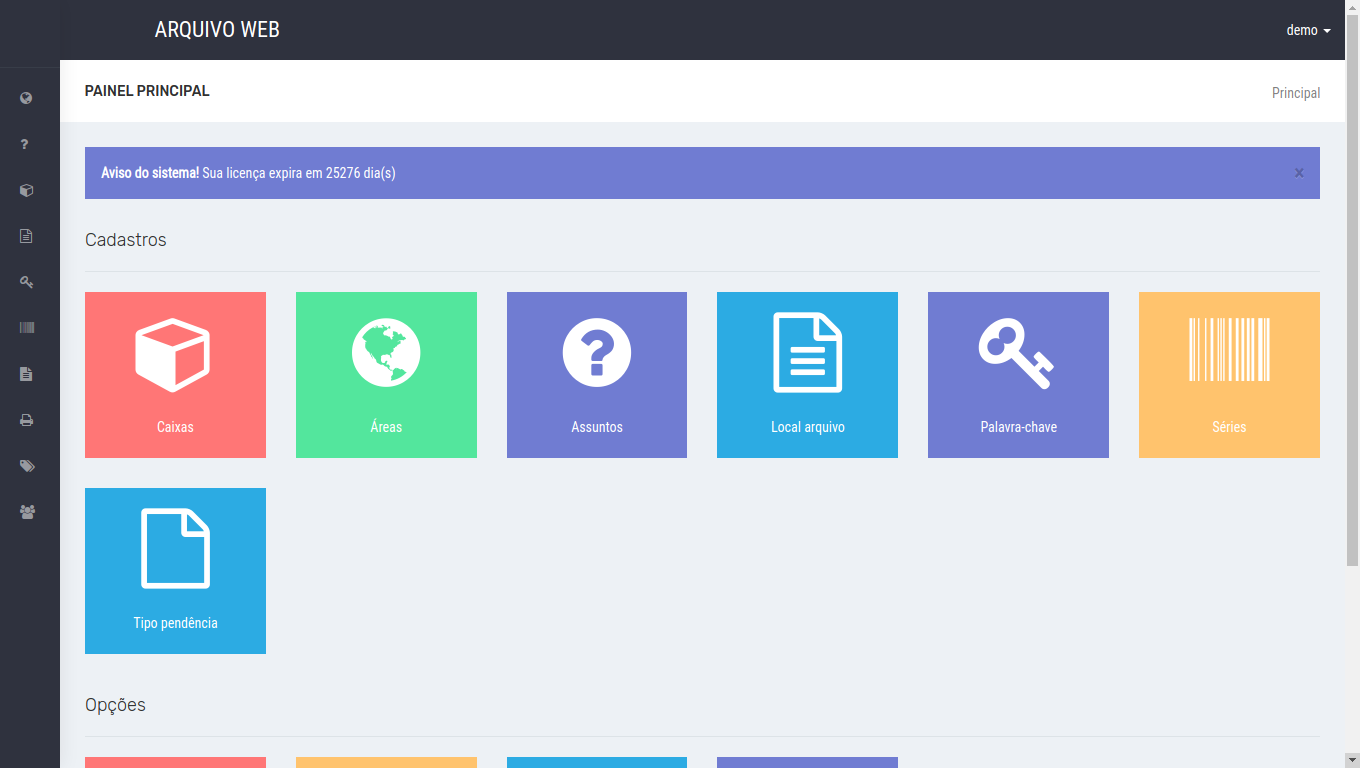 ARQUIVO WEB
demo
PAINEL PRINCIPAL
Principal
Aviso do sistema! Sua licença expira em 25276 dia(s)
×
Cadastros
Caixas
Áreas
Assuntos
Local arquivo
Palavra-chave
Séries
Tipo pendência
Opções